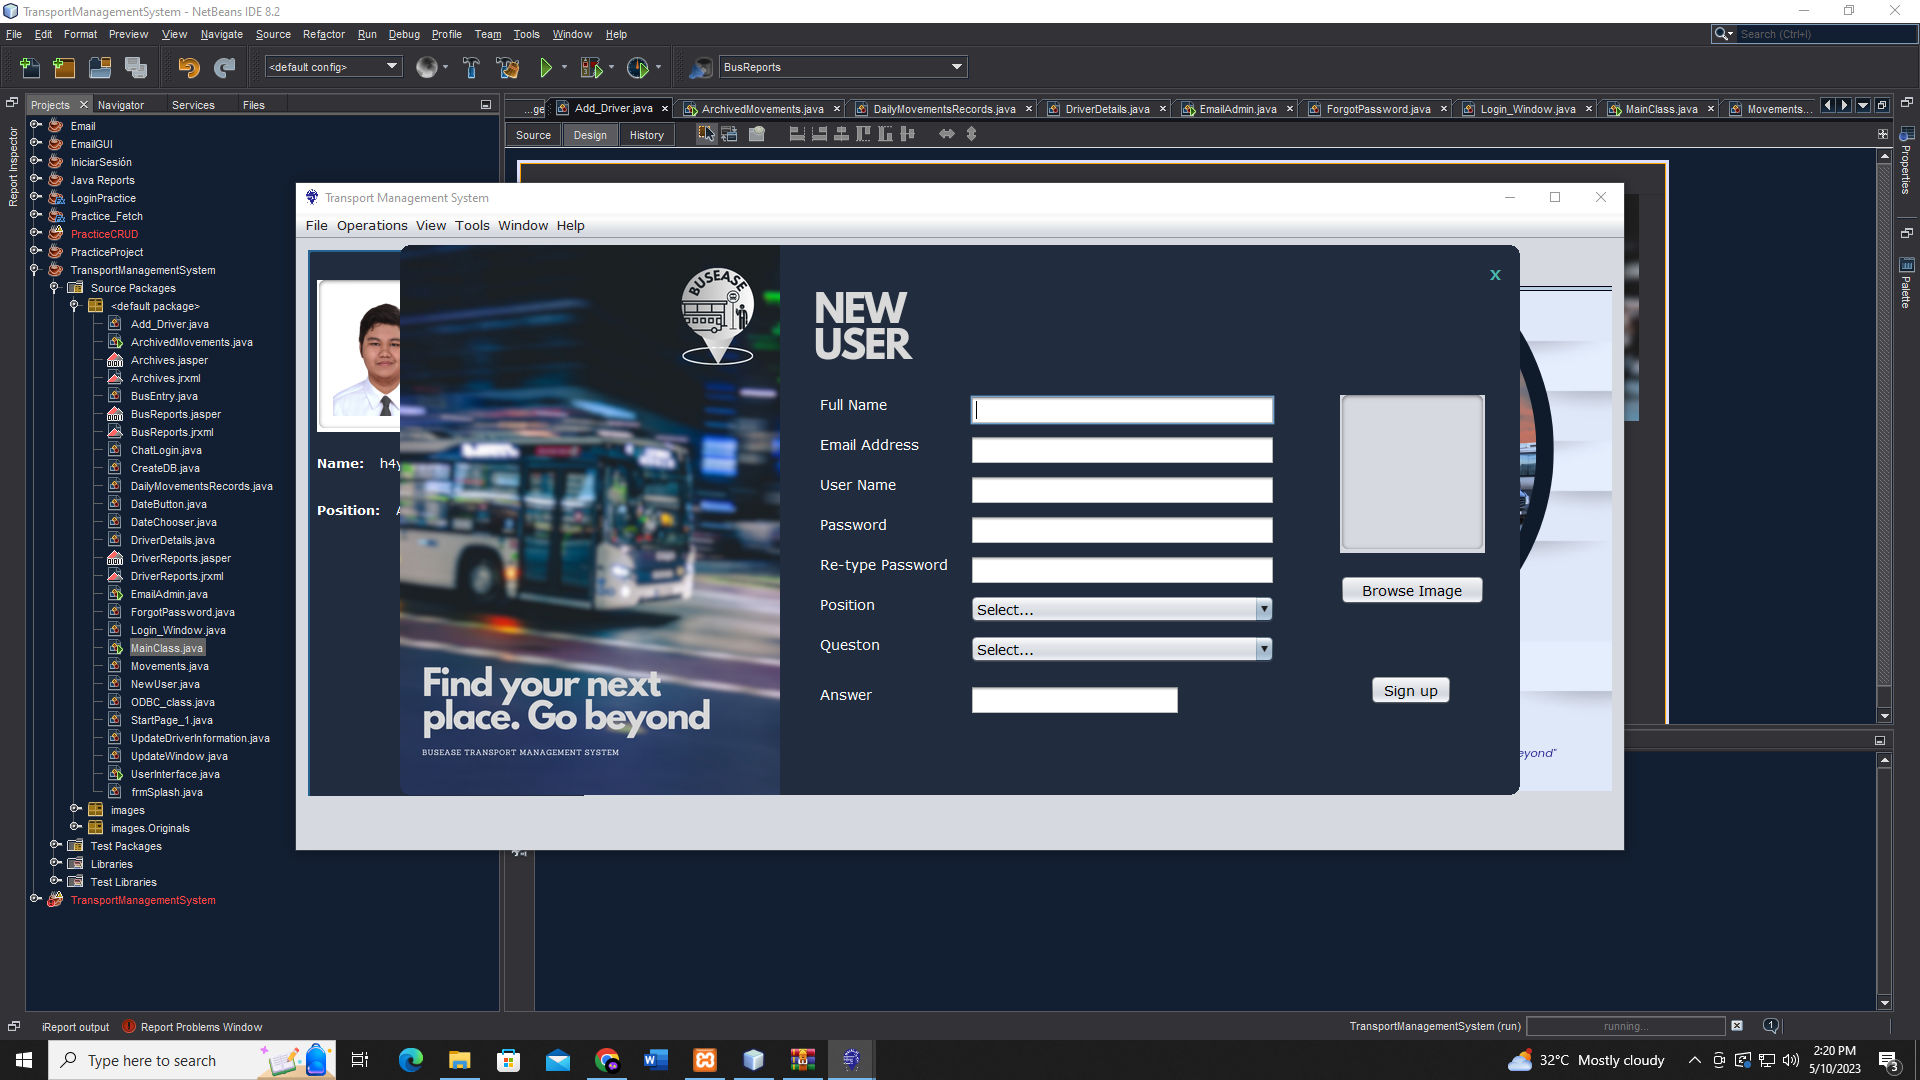 TransportManagementSystem - NetBeans IDE 8.2
File Edit Format Preview View Navigate Source Refactor Run Debug Profile Team Tools Window Help
Search (Ctrl+I)
<default config>
BusReports
Projects Navigator Services Files
...ge Add_Driver.java ArchivedMovements.java DailyMovementsRecords.java DriverDetails.java EmailAdmin.java ForgotPassword.java Login_Window.java MainClass.java Movements...
Source Design History
Report Inspector
Properties
Palette
Email
EmailGUI
IniciarSesión
Java Reports
LoginPractice
Practice_Fetch
PracticeCRUD
PracticeProject
TransportManagementSystem
Source Packages
<default package>
Add_Driver.java
ArchivedMovements.java
Archives.jasper
Archives.jrxml
BusEntry.java
BusReports.jasper
BusReports.jrxml
ChatLogin.java
CreateDB.java
DailyMovementsRecords.java
DateButton.java
DateChooser.java
DriverDetails.java
DriverReports.jasper
DriverReports.jrxml
EmailAdmin.java
ForgotPassword.java
Login_Window.java
MainClass.java
Movements.java
NewUser.java
ODBC_class.java
StartPage_1.java
UpdateDriverInformation.java
UpdateWindow.java
UserInterface.java
frmSplash.java
images
images.Originals
Test Packages
Libraries
Test Libraries
TransportManagementSystem
Transport Management System
File Operations View Tools Window Help
Name: h4y
Position: A
BUSEASE
Find your next
place. Go beyond
BUSEASE TRANSPORT MANAGEMENT SYSTEM
X
NEW
USER
Full Name
Email Address
User Name
Password
Re-type Password
Position Select...
Queston Select...
Answer
Browse Image
Sign up
eyond"
iReport output Report Problems Window
TransportManagementSystem (run) running... 1
Type here to search
32°C Mostly cloudy
2:20 PM
5/10/2023
3